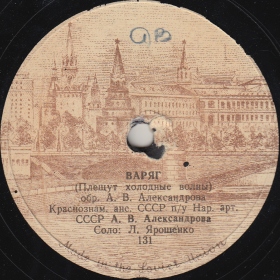 ВАРЯГ
(Плещут холодные волны)
обр. А. В. Александрова
Краснознам. анс. СССР п/у Нар. арт.
СССР А. В. Александрова
Соло: Л. Ярошенко
131
Made in the Soviet Union